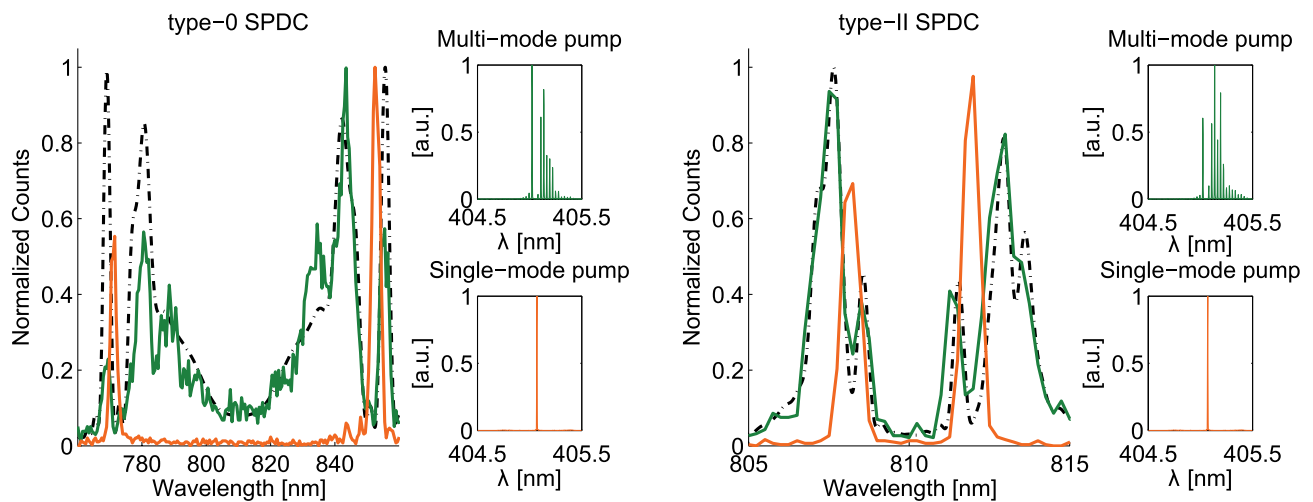 type−0 SPDC
Normalized Counts
1
0.8
0.6
0.4
0.2
0
780 800 820 840
Wavelength [nm]
Multi−mode pump
[a.u.]
1
0.5
0
404.5 405.5
λ [nm]
Single−mode pump
[a.u.]
1
0.5
0
404.5 405.5
λ [nm]
type−II SPDC
Normalized Counts
1
0.8
0.6
0.4
0.2
0
805 810 815
Wavelength [nm]
Multi−mode pump
[a.u.]
1
0.5
0
404.5 405.5
λ [nm]
Single−mode pump
[a.u.]
1
0.5
0
404.5 405.5
λ [nm]